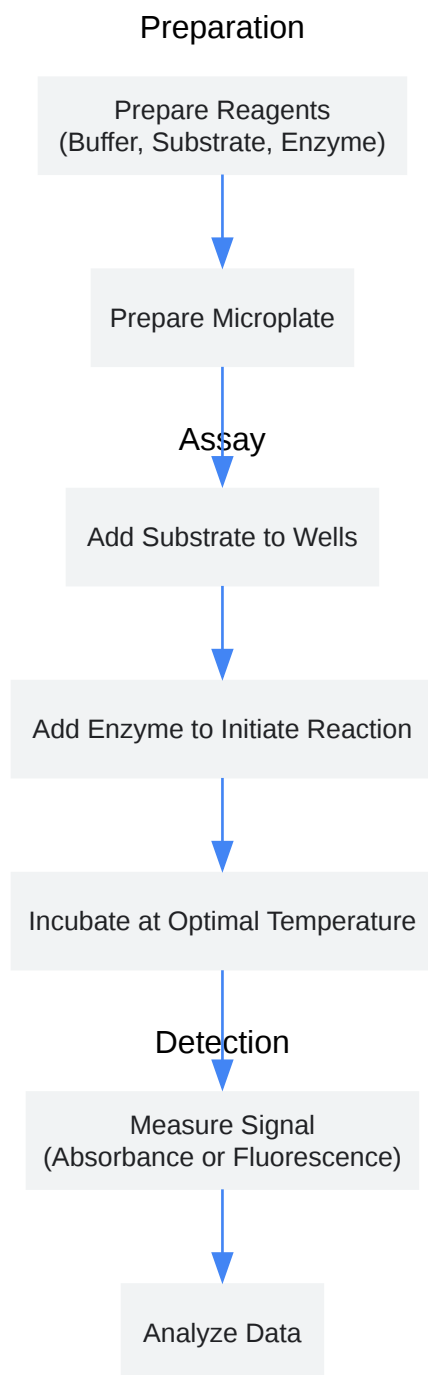 Preparation
Prepare Reagents
(Buffer, Substrate, Enzyme)
Prepare Microplate
Assay
Add Substrate to Wells
Add Enzyme to Initiate Reaction
Incubate at Optimal Temperature
Detection
Measure Signal
(Absorbance or Fluorescence)
Analyze Data